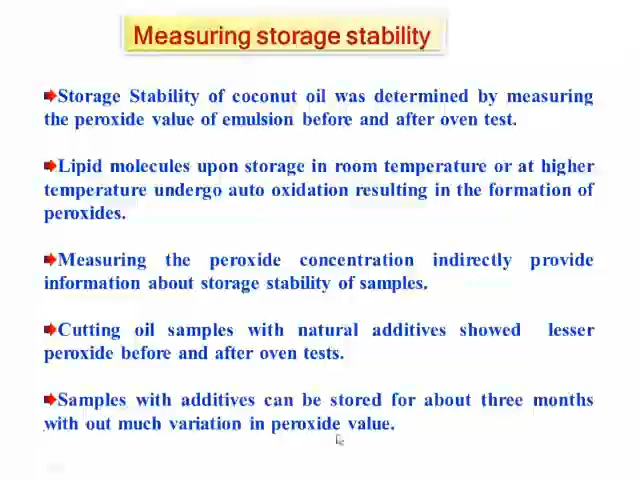 Measuring storage stability
Storage Stability of coconut oil was determined by measuring
the peroxide value of emulsion before and after oven test.
Lipid molecules upon storage in room temperature or at higher
temperature undergo auto oxidation resulting in the formation of
peroxides.
Measuring the peroxide concentration indirectly provide
information about storage stability of samples.
Cutting oil samples with natural additives showed lesser
peroxide before and after oven tests.
Samples with additives can be stored for about three months
with out much variation in peroxide value.